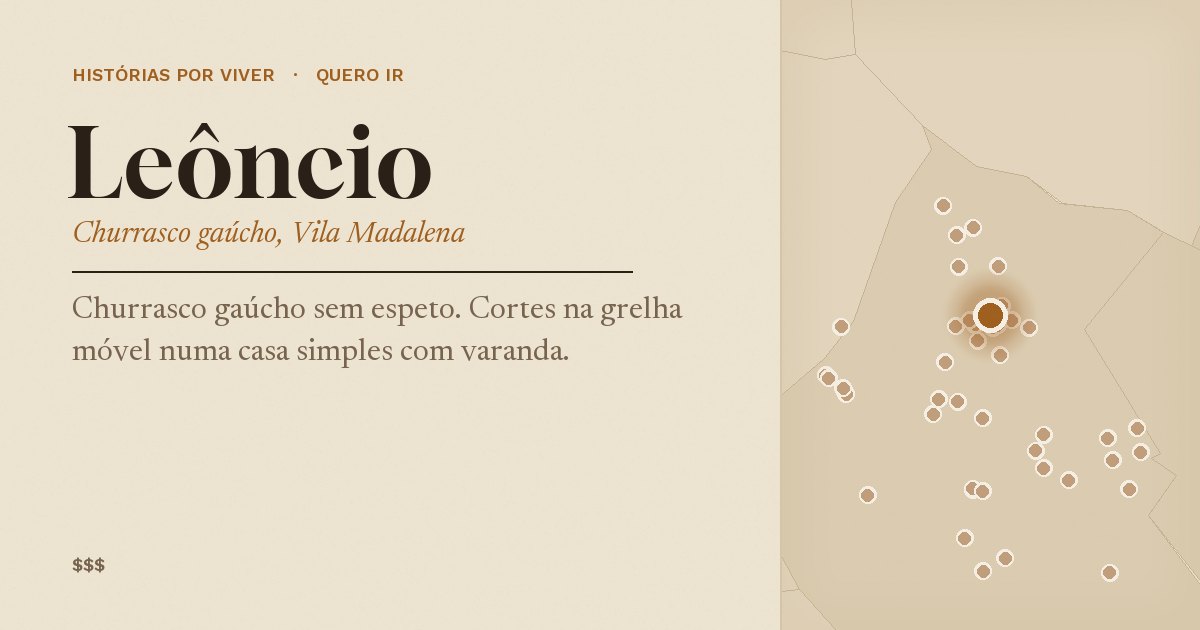 HISTÓRIAS POR VIVER · QUERO IR
Leôncio
Churrasco gaúcho, Vila Madalena
Churrasco gaúcho sem espeto. Cortes na grelha
móvel numa casa simples com varanda.
$$$